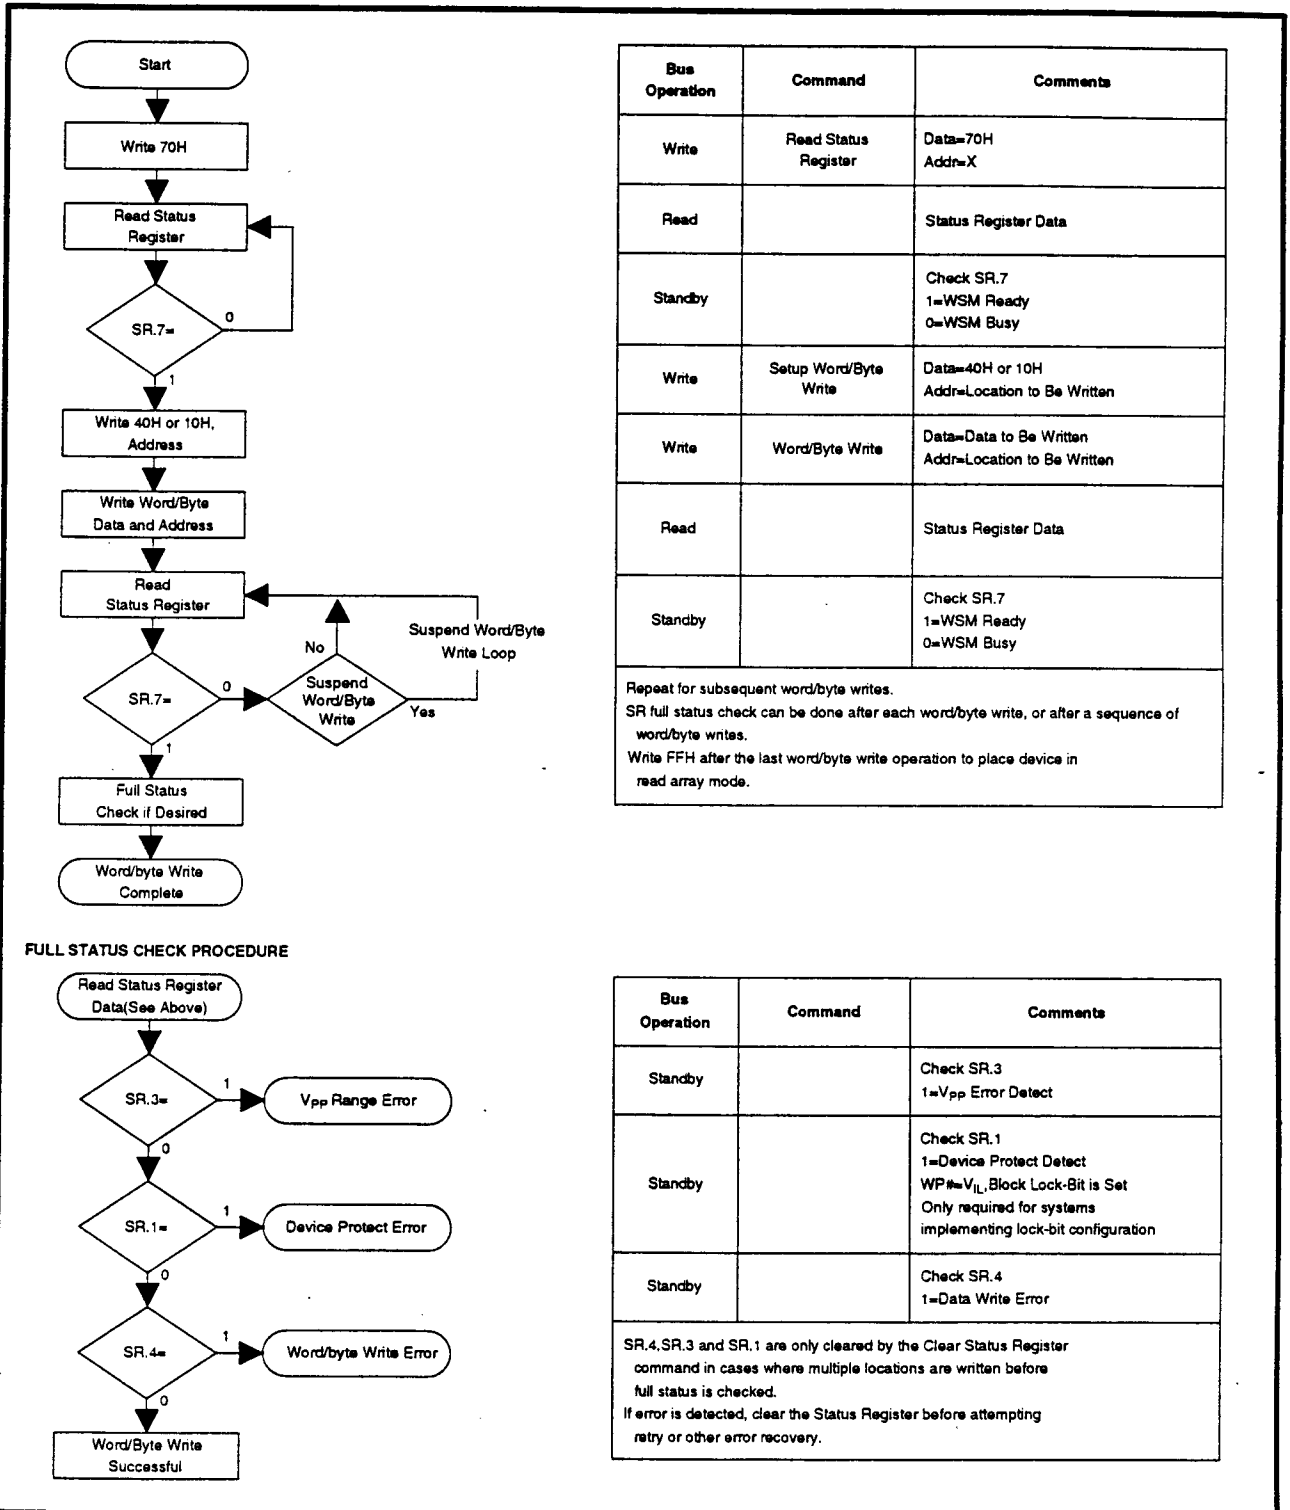 Start
Write 70H
Read Status
Register
SR.7=
0
1
Write 40H or 10H,
Address
Write Word/Byte
Data and Address
Read
Status Register
SR.7=
0
1
Suspend
Word/Byte
Write
No
Yes
Suspend Word/Byte
Write Loop
Full Status
Check if Desired
Word/byte Write
Complete
Bus
Operation
Command
Comments
Write
Read Status
Register
Data=70H
Addr=X
Read
Status Register Data
Standby
Check SR.7
1=WSM Ready
0=WSM Busy
Write
Setup Word/Byte
Write
Data=40H or 10H
Addr=Location to Be Written
Write
Word/Byte Write
Data=Data to Be Written
Addr=Location to Be Written
Read
Status Register Data
Standby
Check SR.7
1=WSM Ready
0=WSM Busy
Repeat for subsequent word/byte writes.
SR full status check can be done after each word/byte write, or after a sequence of
word/byte writes.
Write FFH after the last word/byte write operation to place device in
read array mode.
FULL STATUS CHECK PROCEDURE
Read Status Register
Data(See Above)
SR.3=
1
VPP Range Error
0
SR.1=
1
Device Protect Error
0
SR.4=
1
Word/byte Write Error
0
Word/Byte Write
Successful
Bus
Operation
Command
Comments
Standby
Check SR.3
1=VPP Error Detect
Standby
Check SR.1
1=Device Protect Detect
WP#=VIL,Block Lock-Bit is Set
Only required for systems
implementing lock-bit configuration
Standby
Check SR.4
1=Data Write Error
SR.4,SR.3 and SR.1 are only cleared by the Clear Status Register
command in cases where multiple locations are written before
full status is checked.
If error is detected, clear the Status Register before attempting
retry or other error recovery.